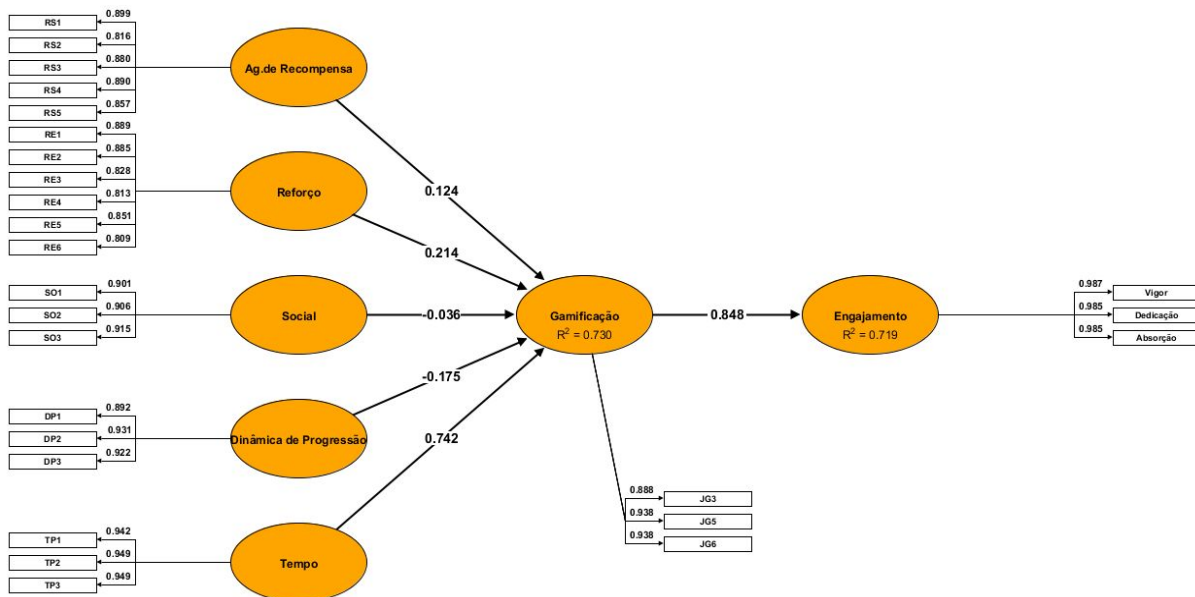 RS1
0.899
RS2
0.816
RS3
0.880
RS4
0.890
RS5
0.857
Ag.de Recompensa
RE1
0.889
RE2
0.885
RE3
0.828
RE4
0.813
RE5
0.851
RE6
0.809
Reforço
SO1
0.901
SO2
0.906
SO3
0.915
Social
DP1
0.892
DP2
0.931
DP3
0.922
Dinâmica de Progressão
TP1
0.942
TP2
0.949
TP3
0.949
Tempo
0.124
0.214
-0.036
-0.175
0.742
Gamificação
R² = 0.730
0.888
JG3
0.938
JG5
0.938
JG6
0.848
Engajamento
R² = 0.719
0.987
Vigor
0.985
Dedicação
0.985
Absorção